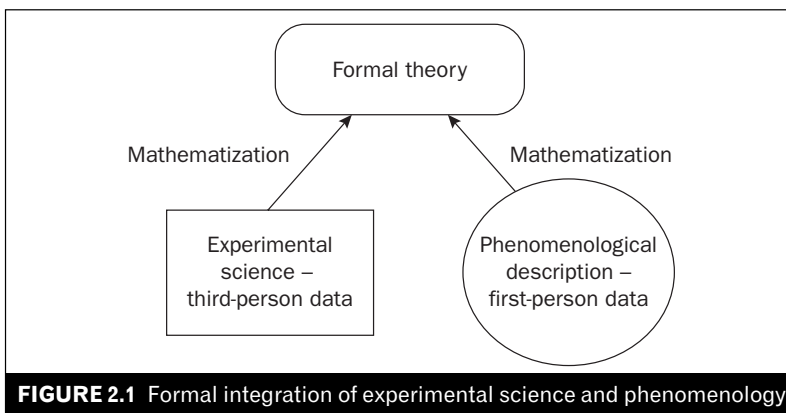 Formal theory
Mathematization
Mathematization
Experimental
science –
third-person data
Phenomenological
description –
first-person data
FIGURE 2.1 Formal integration of experimental science and phenomenology